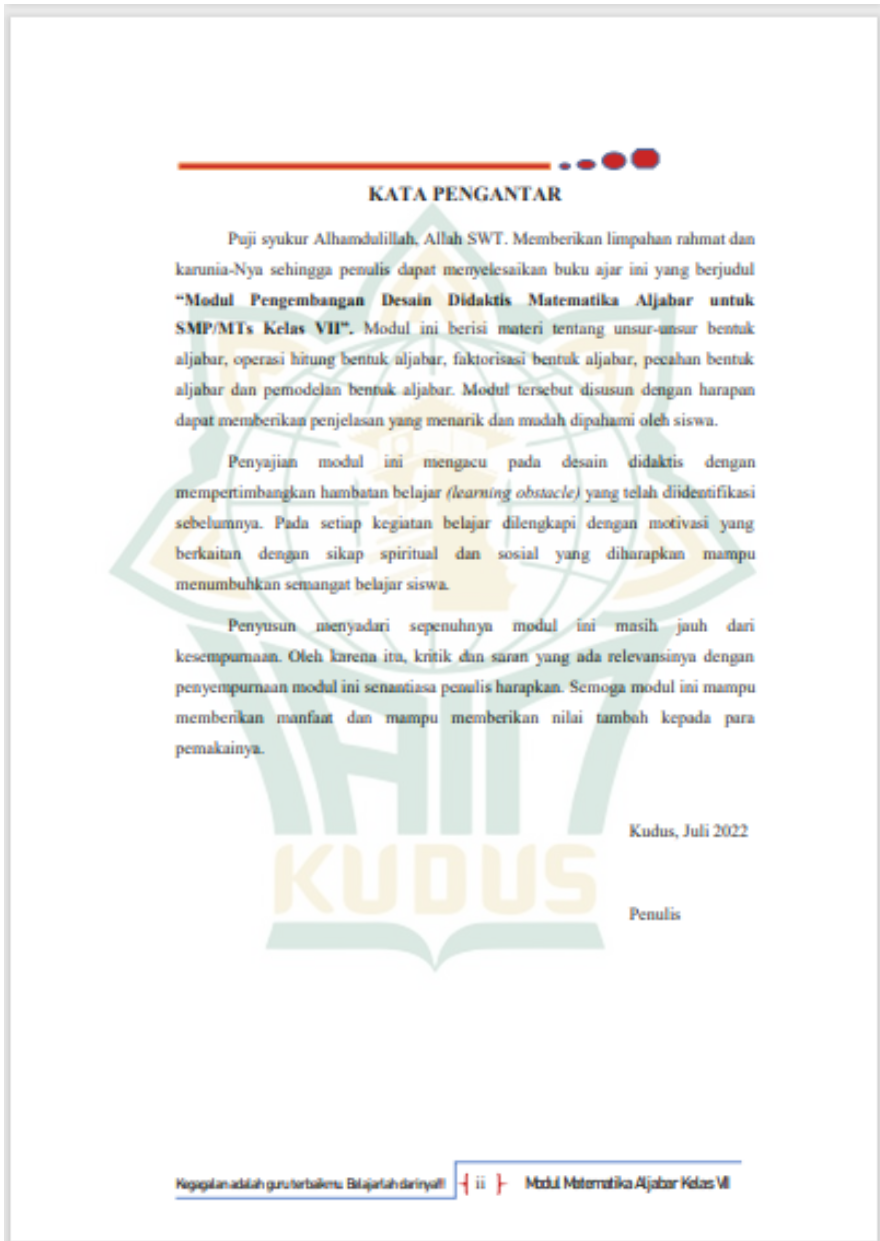 KATA PENGANTAR
Puji syukur Alhamdulillah, Allah SWT. Memberikan limpahan rahmat dan
karunia-Nya sehingga penulis dapat menyelesaikan buku ajar ini yang berjudul
“Modul Pengembangan Desain Didaktis Matematika Aljabar untuk
SMP/MTs Kelas VII”. Modul ini berisi materi tentang unsur-unsur bentuk
aljabar, operasi hitung bentuk aljabar, faktorisasi bentuk aljabar, pecahan bentuk
aljabar dan pemodelan bentuk aljabar. Modul tersebut disusun dengan harapan
dapat memberikan penjelasan yang menarik dan mudah dipahami oleh siswa.
Penyajian modul ini mengacu pada desain didaktis dengan
mempertimbangkan hambatan belajar (learning obstacle) yang telah diidentifikasi
sebelumnya. Pada setiap kegiatan belajar dilengkapi dengan motivasi yang
berkaitan dengan sikap spiritual dan sosial yang diharapkan mampu
menumbuhkan semangat belajar siswa.
Penyusun menyadari sepenuhnya modul ini masih jauh dari
kesempurnaan. Oleh karena itu, kritik dan saran yang ada relevansinya dengan
penyempurnaan modul ini senantiasa penulis harapkan. Semoga modul ini mampu
memberikan manfaat dan mampu memberikan nilai tambah kepada para
pemakainya.
Kudus, Juli 2022
KUDUS
Penulis
Kegagalan adalah guru terbaikmu. Belajarlah darinya!!!
ii
Modul Matematika Aljabar Kelas VII